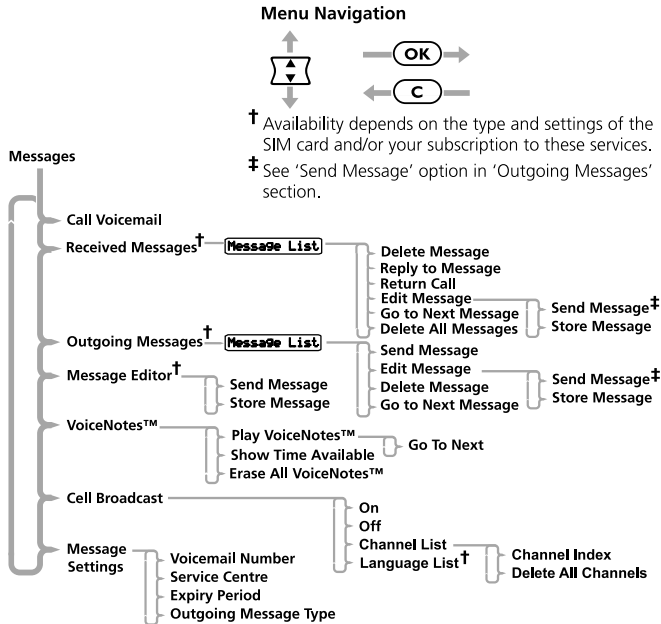 Menu Navigation
OK
C
† Availability depends on the type and settings of the
SIM card and/or your subscription to these services.
‡ See 'Send Message' option in 'Outgoing Messages'
section.
Messages
Call Voicemail
Received Messages†
Message List
Delete Message
Reply to Message
Return Call
Edit Message
Go to Next Message
Delete All Messages
Send Message‡
Store Message
Outgoing Messages†
Message List
Send Message
Edit Message
Delete Message
Go to Next Message
Send Message‡
Store Message
Message Editor†
Send Message
Store Message
VoiceNotes™
Play VoiceNotes™
Show Time Available
Erase All VoiceNotes™
Go To Next
Cell Broadcast
On
Off
Channel List
Language List†
Channel Index
Delete All Channels
Message
Settings
Voicemail Number
Service Centre
Expiry Period
Outgoing Message Type